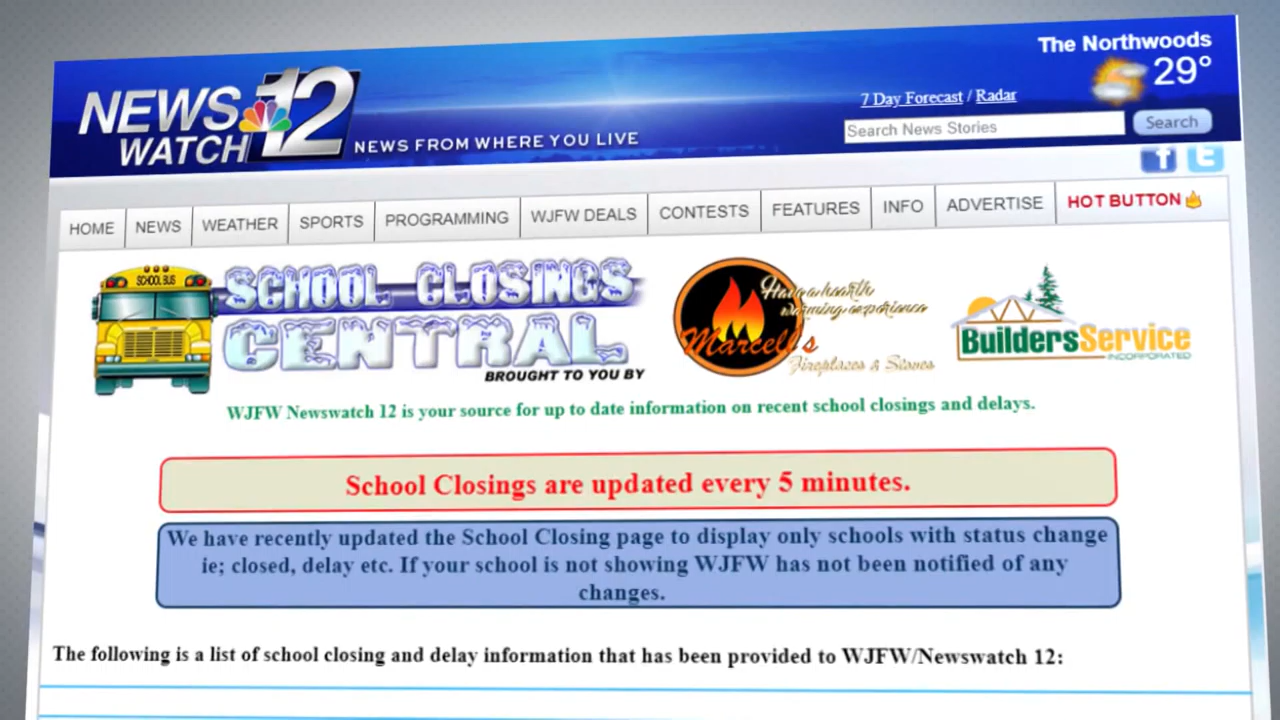 The Northwoods
29°
NEWS 12
WATCH
NEWS FROM WHERE YOU LIVE
7 Day Forecast / Radar
Search News Stories
Search
HOME NEWS WEATHER SPORTS PROGRAMMING WJFW DEALS CONTESTS FEATURES INFO ADVERTISE HOT BUTTON
SCHOOL BUS
SCHOOL CLOSINGS
CENTRAL
BROUGHT TO YOU BY
Have a hearth
warming experience
Marcell's
Fireplaces & Stoves
BuildersService
INCORPORATED
WJFW Newswatch 12 is your source for up to date information on recent school closings and delays.
School Closings are updated every 5 minutes.
We have recently updated the School Closing page to display only schools with status change
ie; closed, delay etc. If your school is not showing WJFW has not been notified of any
changes.
The following is a list of school closing and delay information that has been provided to WJFW/Newswatch 12: